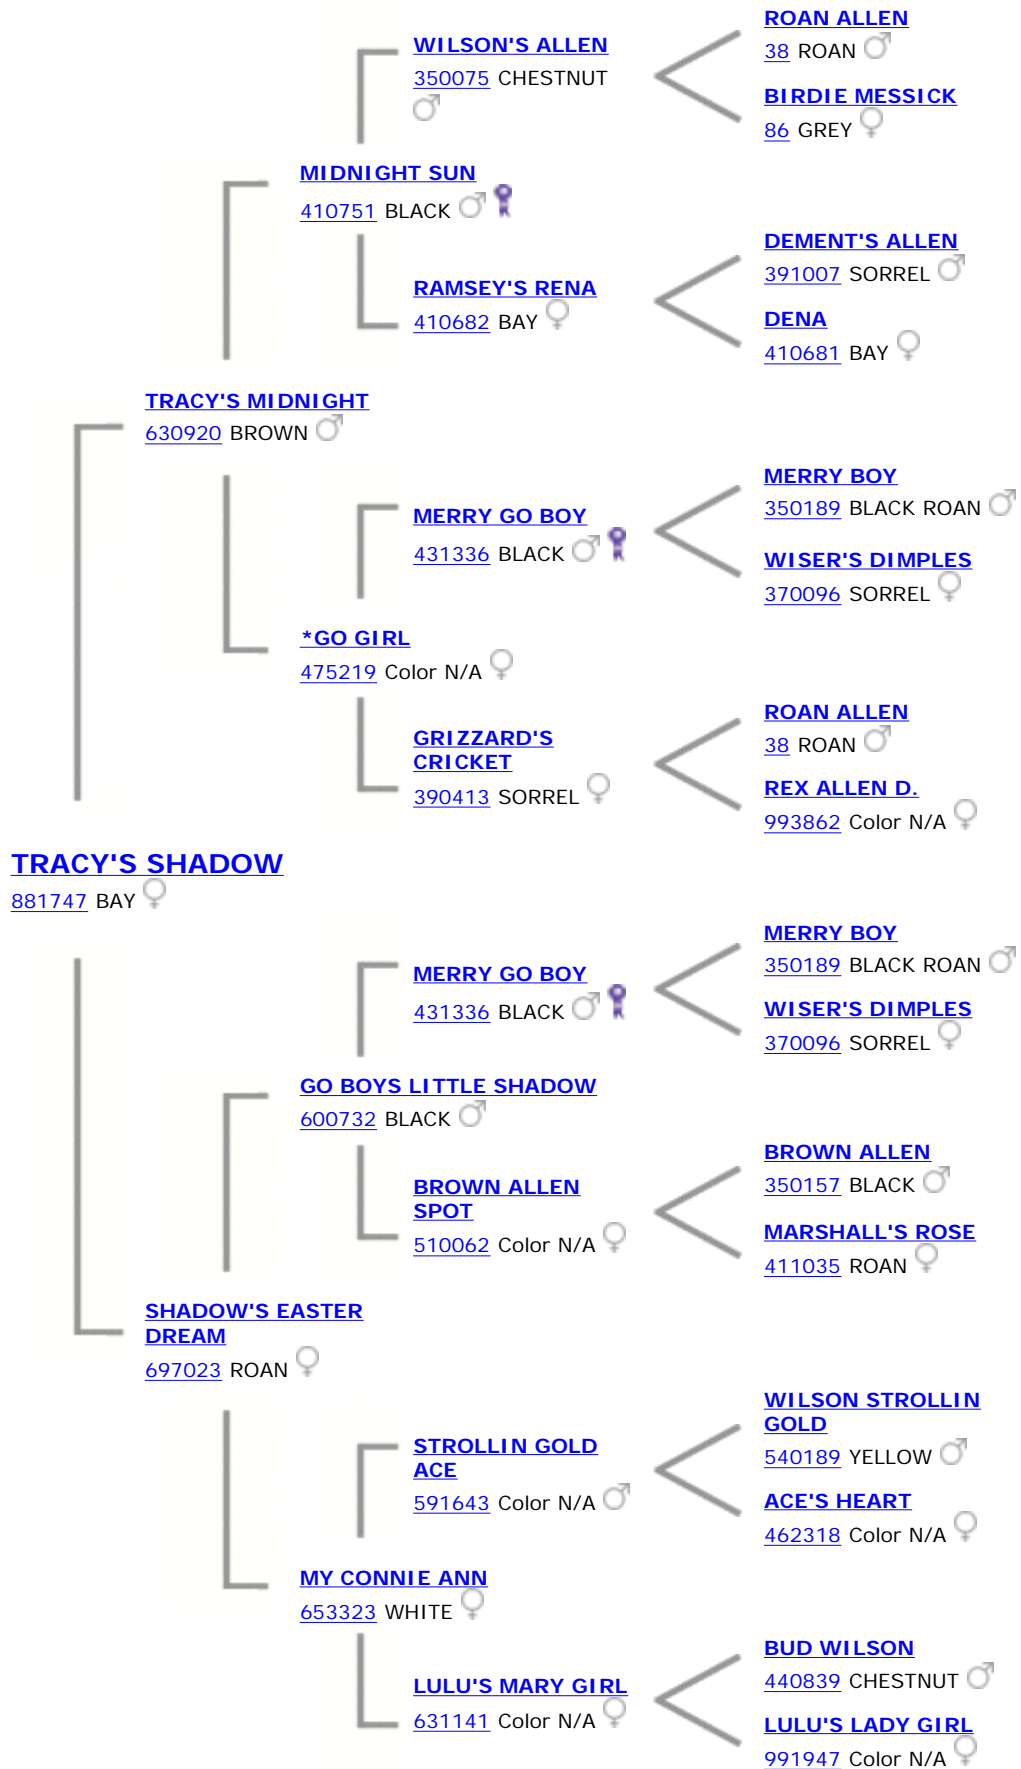 ROAN ALLEN
38 ROAN
WILSON'S ALLEN
350075 CHESTNUT
BIRDIE MESSICK
86 GREY
MIDNIGHT SUN
410751 BLACK
DEMENT'S ALLEN
391007 SORREL
RAMSEY'S RENA
410682 BAY
DENA
410681 BAY
TRACY'S MIDNIGHT
630920 BROWN
MERRY BOY
350189 BLACK ROAN
MERRY GO BOY
431336 BLACK
WISER'S DIMPLES
370096 SORREL
*GO GIRL
475219 Color N/A
ROAN ALLEN
38 ROAN
GRIZZARD'S
CRICKET
390413 SORREL
REX ALLEN D.
993862 Color N/A
TRACY'S SHADOW
881747 BAY
MERRY BOY
350189 BLACK ROAN
MERRY GO BOY
431336 BLACK
WISER'S DIMPLES
370096 SORREL
GO BOYS LITTLE SHADOW
600732 BLACK
BROWN ALLEN
350157 BLACK
BROWN ALLEN
SPOT
510062 Color N/A
MARSHALL'S ROSE
411035 ROAN
SHADOW'S EASTER
DREAM
697023 ROAN
WILSON STROLLIN
GOLD
540189 YELLOW
STROLLIN GOLD
ACE
591643 Color N/A
ACE'S HEART
462318 Color N/A
MY CONNIE ANN
653323 WHITE
BUD WILSON
440839 CHESTNUT
LULU'S MARY GIRL
631141 Color N/A
LULU'S LADY GIRL
991947 Color N/A